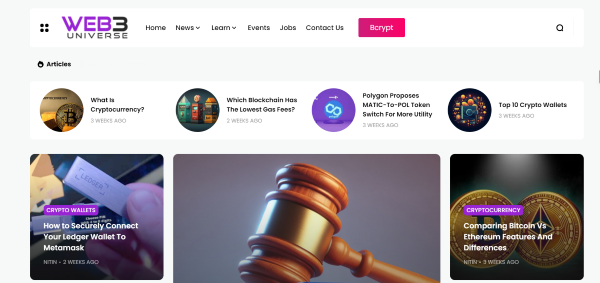 WEB3
UNIVERSE
Home News Learn Events Jobs Contact Us Bcrypt
Articles
What Is
Cryptocurrency?
3 WEEKS AGO
Which Blockchain Has
The Lowest Gas Fees?
2 WEEKS AGO
Polygon Proposes
MATIC-To-POL Token
Switch For More Utility
3 WEEKS AGO
Top 10 Crypto Wallets
2 WEEKS AGO
LEDGER
CRYPTO WALLETS
How to Securely Connect
Your Ledger Wallet To
Metamask
NITIN • 2 WEEKS AGO
CRYPTOCURRENCY
Comparing Bitcoin Vs
Ethereum Features And
Differences
NITIN • 3 WEEKS AGO